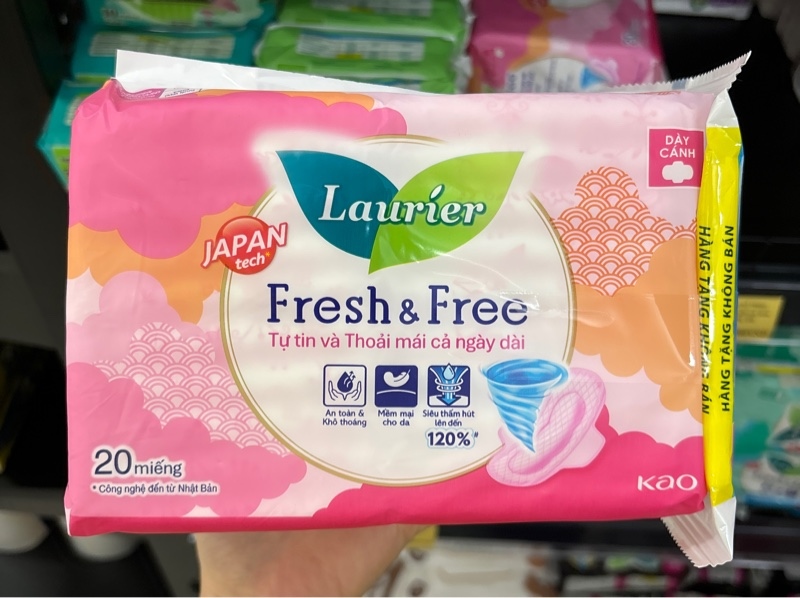 DÀY
CÁNH
Laurier
JAPAN
tech*
Fresh & Free
Tự tin và Thoải mái cả ngày dài
An toàn &
Khô thoáng
Mềm mại
cho da
Siêu thấm hút
lên đến
120%#
20 miếng
* Công nghệ đến từ Nhật Bản
Kao
HÀNG TẶNG KHÔNG BÁN
HÀNG TẶNG KHÔNG BÁN